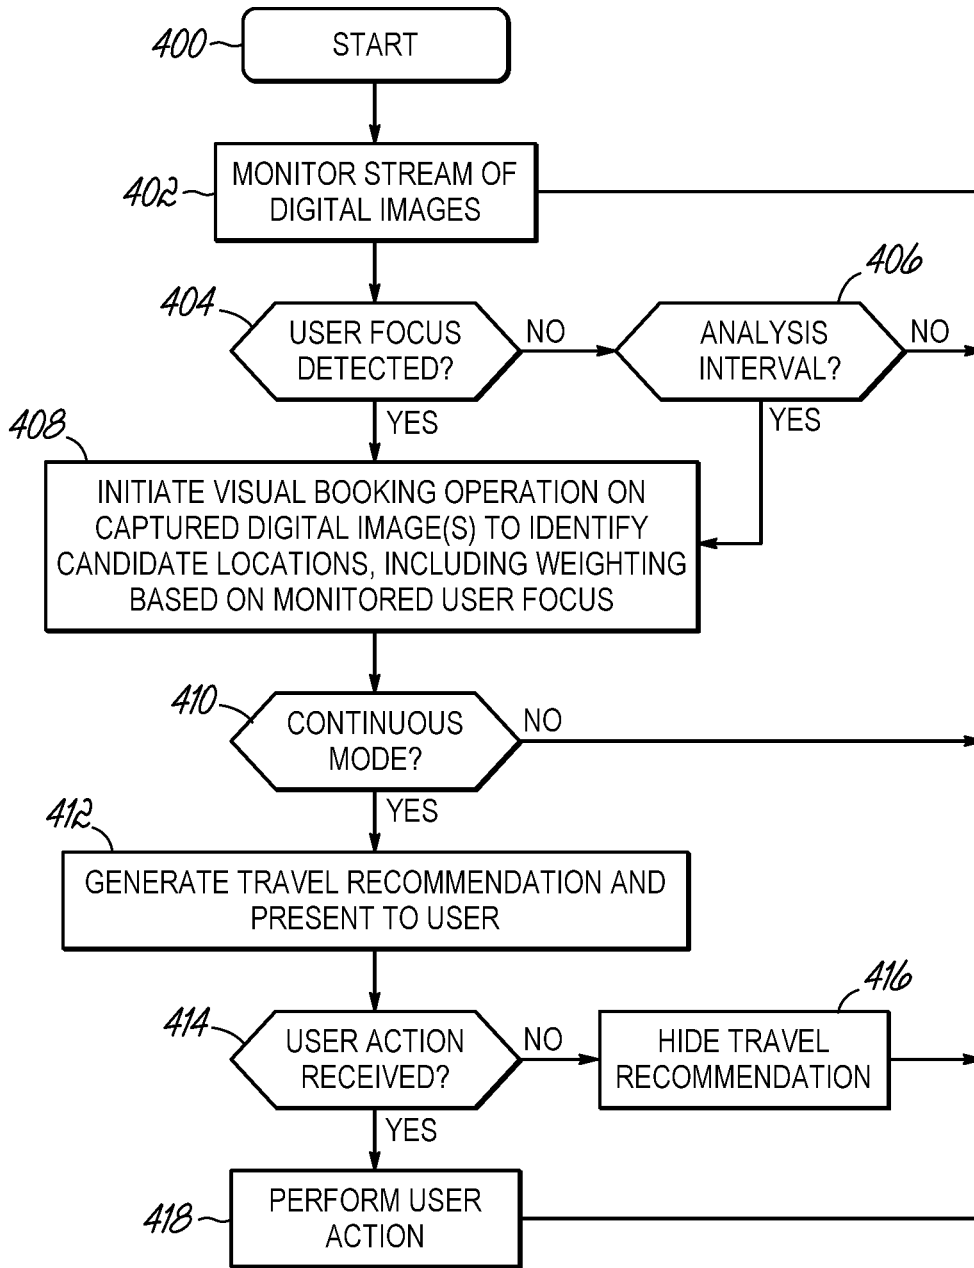 400
START
402
MONITOR STREAM OF
DIGITAL IMAGES
404
USER FOCUS
DETECTED?
NO
406
ANALYSIS
INTERVAL?
NO
YES
YES
408
INITIATE VISUAL BOOKING OPERATION ON
CAPTURED DIGITAL IMAGE(S) TO IDENTIFY
CANDIDATE LOCATIONS, INCLUDING WEIGHTING
BASED ON MONITORED USER FOCUS
410
CONTINUOUS
MODE?
NO
YES
412
GENERATE TRAVEL RECOMMENDATION AND
PRESENT TO USER
414
USER ACTION
RECEIVED?
NO
416
HIDE TRAVEL
RECOMMENDATION
YES
418
PERFORM USER
ACTION